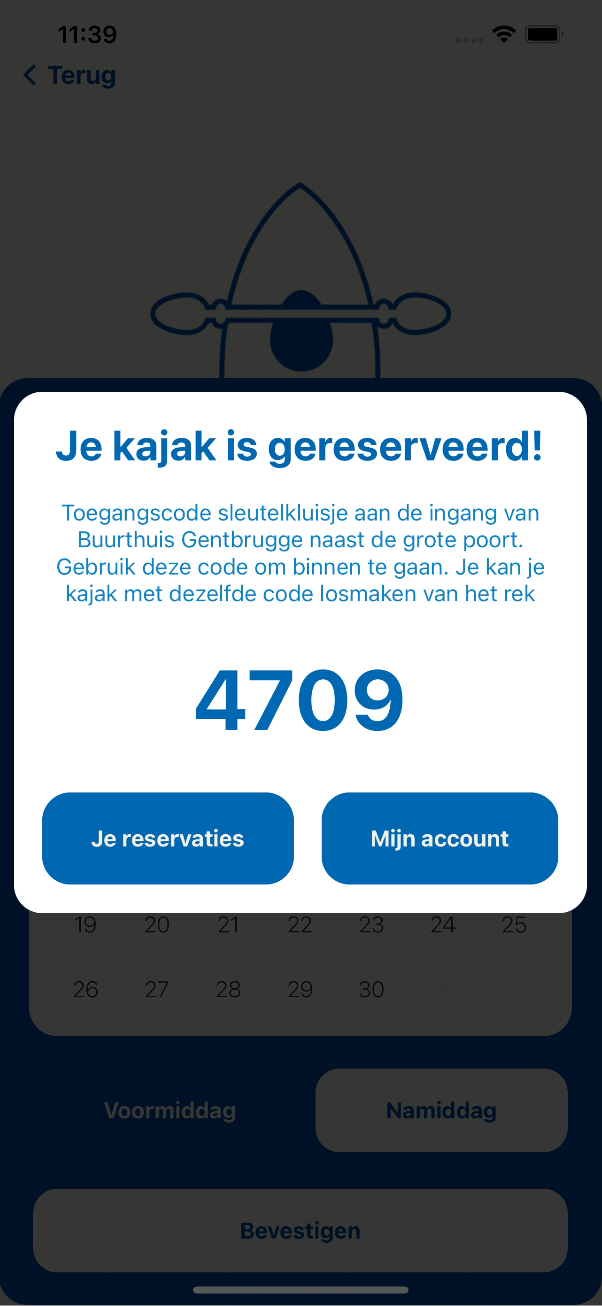 11:39
Terug
Je kajak is gereserveerd!
Toegangscode sleutelkluisje aan de ingang van
Buurthuis Gentbrugge naast de grote poort.
Gebruik deze code om binnen te gaan. Je kan je
kajak met dezelfde code losmaken van het rek
4709
Je reservaties Mijn account
19 20 21 22 23 24 25
26 27 28 29 30 1 2
Voormiddag Namiddag
Bevestigen